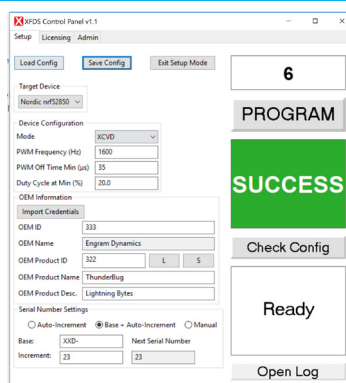 XFDS Control Panel v1.1
Setup Licensing Admin
Load Config Save Config Exit Setup Mode
Target Device
Nordic nrf52850
Device Configuration
Mode XCVD
PWM Frequency (Hz) 1600
PWM Off Time Min (µs) 35
Duty Cycle at Min (%) 20.0
OEM Information
Import Credentials
OEM ID 333
OEM Name Engram Dynamics
OEM Product ID 322 L S
OEM Product Name ThunderBug
OEM Product Desc. Lightning Bytes
Serial Number Settings
Auto-Increment Base + Auto-Increment Manual
Base: XXD- Next Serial Number
Increment: 23 23
6
PROGRAM
SUCCESS
Check Config
Ready
Open Log